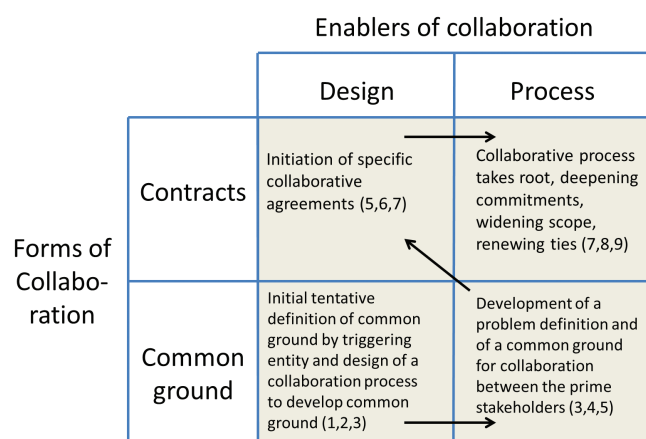 Enablers of collaboration
Design
Process
Forms of
Collabo-
ration
Contracts
Initiation of specific
collaborative
agreements (5,6,7)
Collaborative process
takes root, deepening
commitments,
widening scope,
renewing ties (7,8,9)
Common
ground
Initial tentative
definition of common
ground by triggering
entity and design of a
collaboration process
to develop common
ground (1,2,3)
Development of a
problem definition and
of a common ground
for collaboration
between the prime
stakeholders (3,4,5)